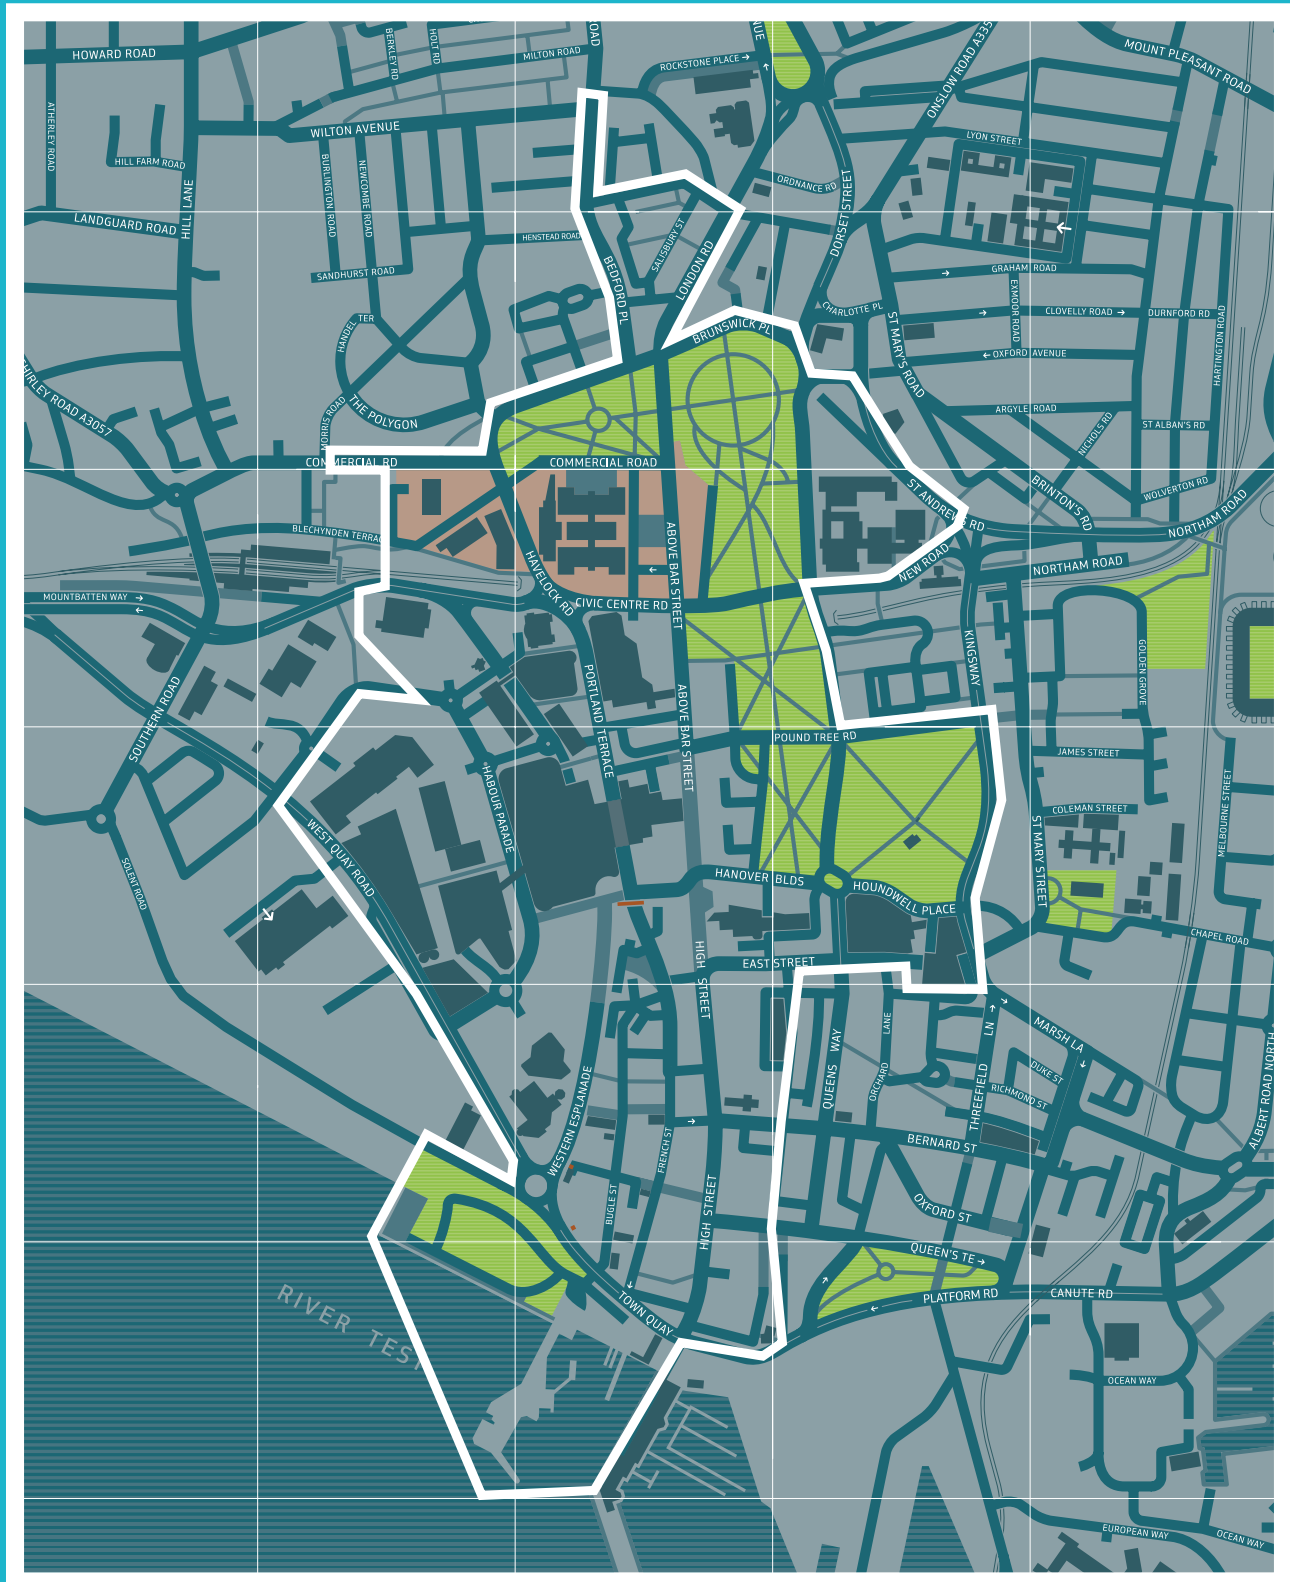 HOWARD ROAD
BERKLEY RD
HOLT RD
MILTON ROAD
ROAD
ROCKSTONE PLACE
NUE
ONSLOW ROAD A335
MOUNT PLEASANT ROAD
ATHERLEY ROAD
HILL FARM ROAD
WILTON AVENUE
BURLINGTON ROAD
NEWCOMBE ROAD
LYON STREET
ORDNANCE RD
DORSET STREET
LANDGUARD ROAD
HILL LANE
HENSTEAD ROAD
SALISBURY ST
LONDON RD
BEDFORD PL
SANDHURST ROAD
GRAHAM ROAD
EXMOOR ROAD
CLOVELLY ROAD
DURNFORD RD
HARTINGTON ROAD
CHARLOTTE PL
ST MARY'S ROAD
OXFORD AVENUE
HANDEL TER
BRUNSWICK PL
HIRLEY ROAD A3057
MORRIS ROAD
THE POLYGON
ARGYLE ROAD
NICHOLS RD
ST ALBAN'S RD
COMMERCIAL RD
COMMERCIAL ROAD
ST ANDREWS RD
BRINTON'S RD
WOLVERTON RD
NORTHAM ROAD
BLECHYNDEN TERRAC
HAVELOCK RD
ABOVE BAR STREET
NEW ROAD
NORTHAM ROAD
MOUNTBATTEN WAY
CIVIC CENTRE RD
KINGSWAY
GOLDEN GROVE
SOUTHERN ROAD
PORTLAND TERRACE
ABOVE BAR STREET
POUND TREE RD
JAMES STREET
HABOUR PARADE
MELBOURNE STREET
COLEMAN STREET
WEST QUAY ROAD
ST MARY STREET
SOLENT ROAD
HANOVER BLDS
HOUNDWELL PLACE
CHAPEL ROAD
HIGH STREET
EAST STREET
MARSH LA
LANE
ORCHARD
QUEENS WAY
THREEFIELD LN
DUKE ST
RICHMOND ST
ALBERT ROAD NORTH
WESTERN ESPLANADE
FRENCH ST
BERNARD ST
BUGLE ST
HIGH STREET
OXFORD ST
QUEEN'S TE
RIVER TEST
TOWN QUAY
PLATFORM RD
CANUTE RD
OCEAN WAY
EUROPEAN WAY
OCEAN WAY